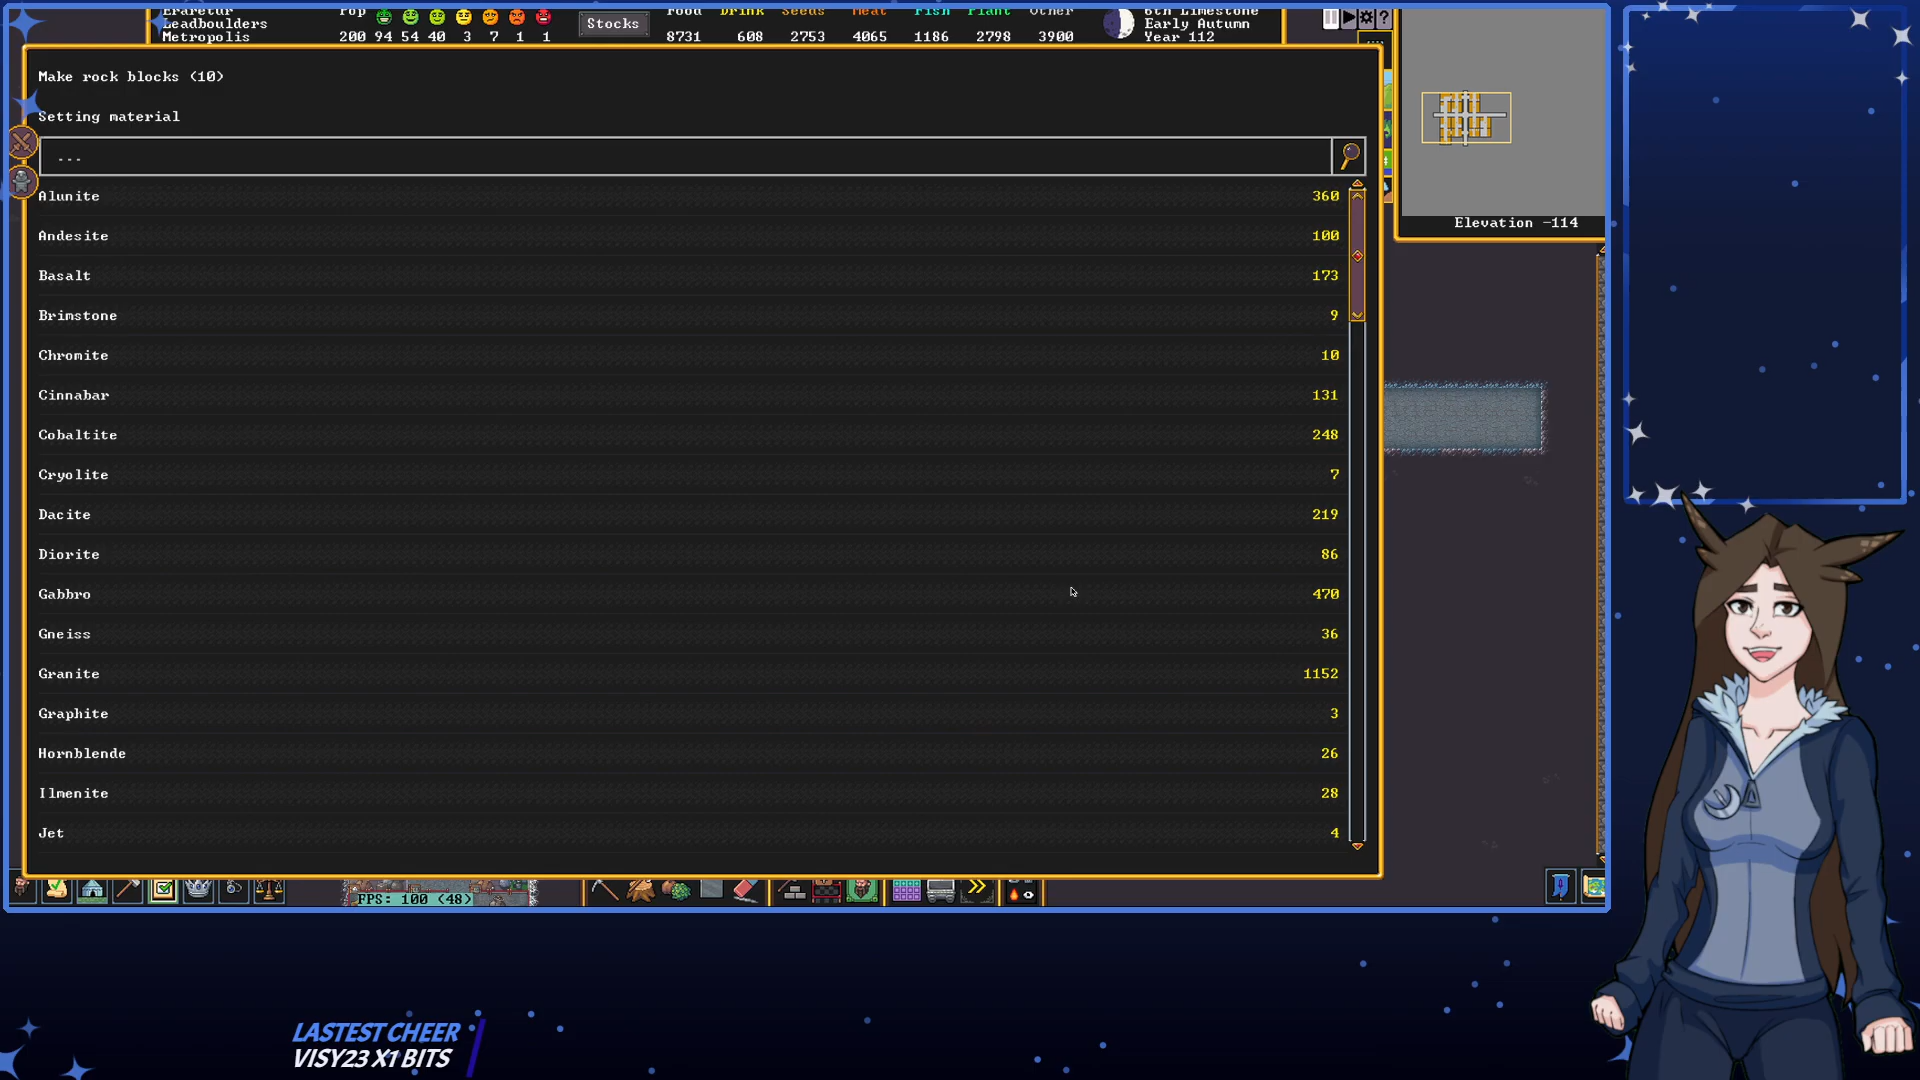 Eraretur
Leadboulders
Metropolis
Pop
200 94 54 40 3 7 1 1
Stocks
Food Drink Seeds Meat Fish Plant Other
8731 608 2753 4065 1186 2798 3900
6th Limestone
Early Autumn
Year 112
?
Make rock blocks (10)
Setting material
...
Alunite 360
Andesite 100
Basalt 173
Brimstone 9
Chromite 10
Cinnabar 131
Cobaltite 248
Cryolite 7
Dacite 219
Diorite 86
Gabbro 470
Gneiss 36
Granite 1152
Graphite 3
Hornblende 26
Ilmenite 28
Jet 4
Elevation -114
FPS: 100 (48)
LASTEST CHEER
VISY23 X1 BITS